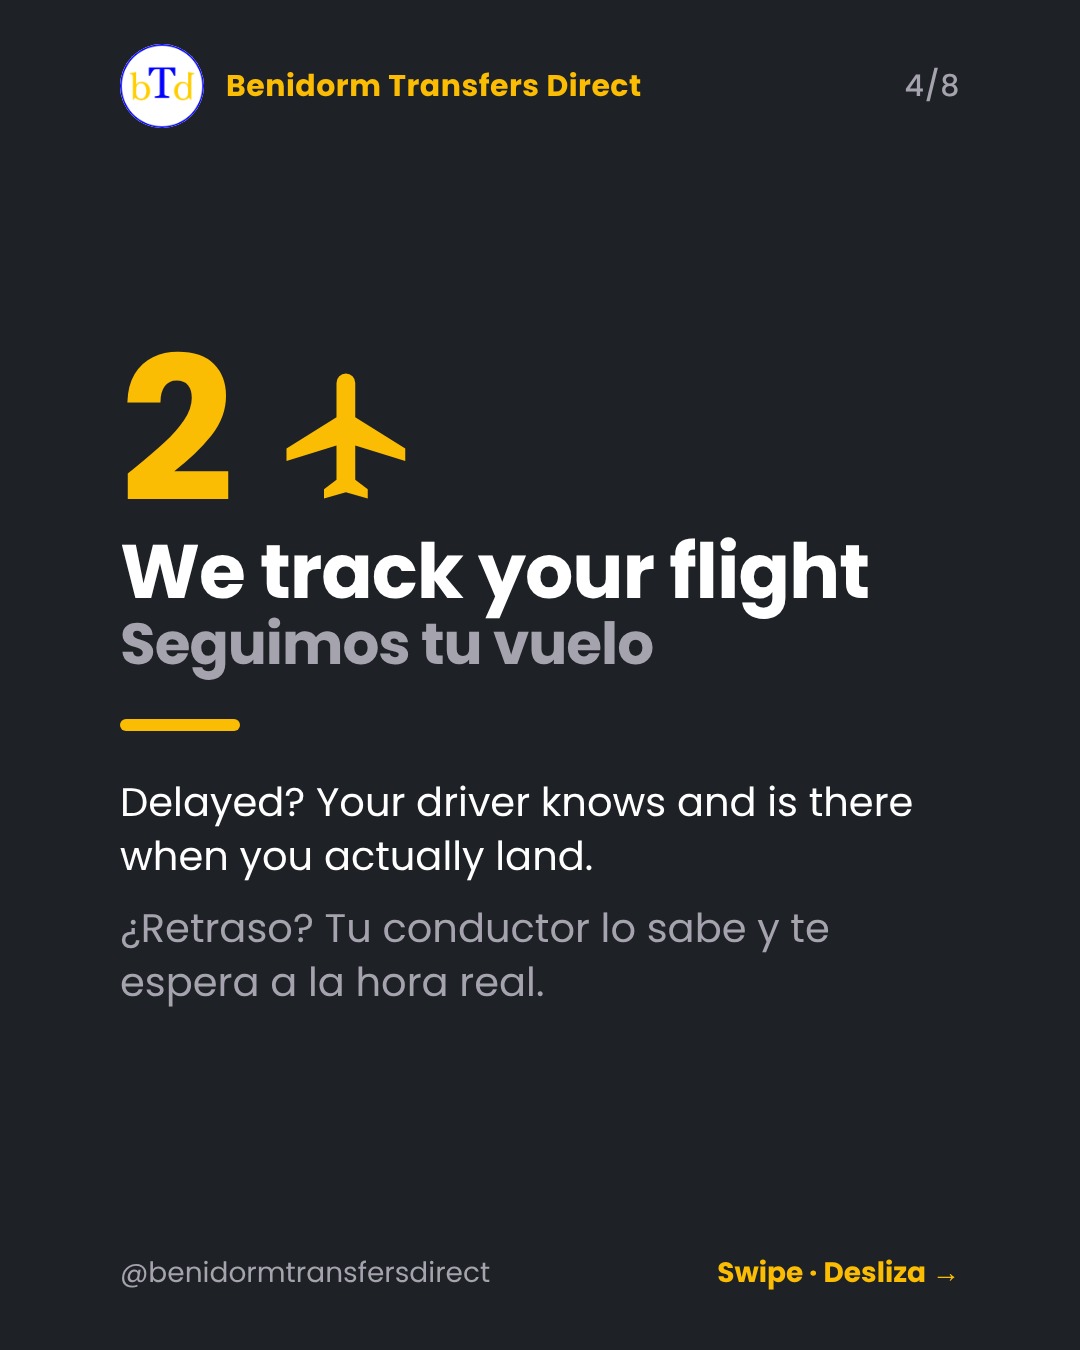 bTd
Benidorm Transfers Direct
4/8
2
We track your flight
Seguimos tu vuelo
Delayed? Your driver knows and is there
when you actually land.
¿Retraso? Tu conductor lo sabe y te
espera a la hora real.
@benidormtransfersdirect
Swipe · Desliza →